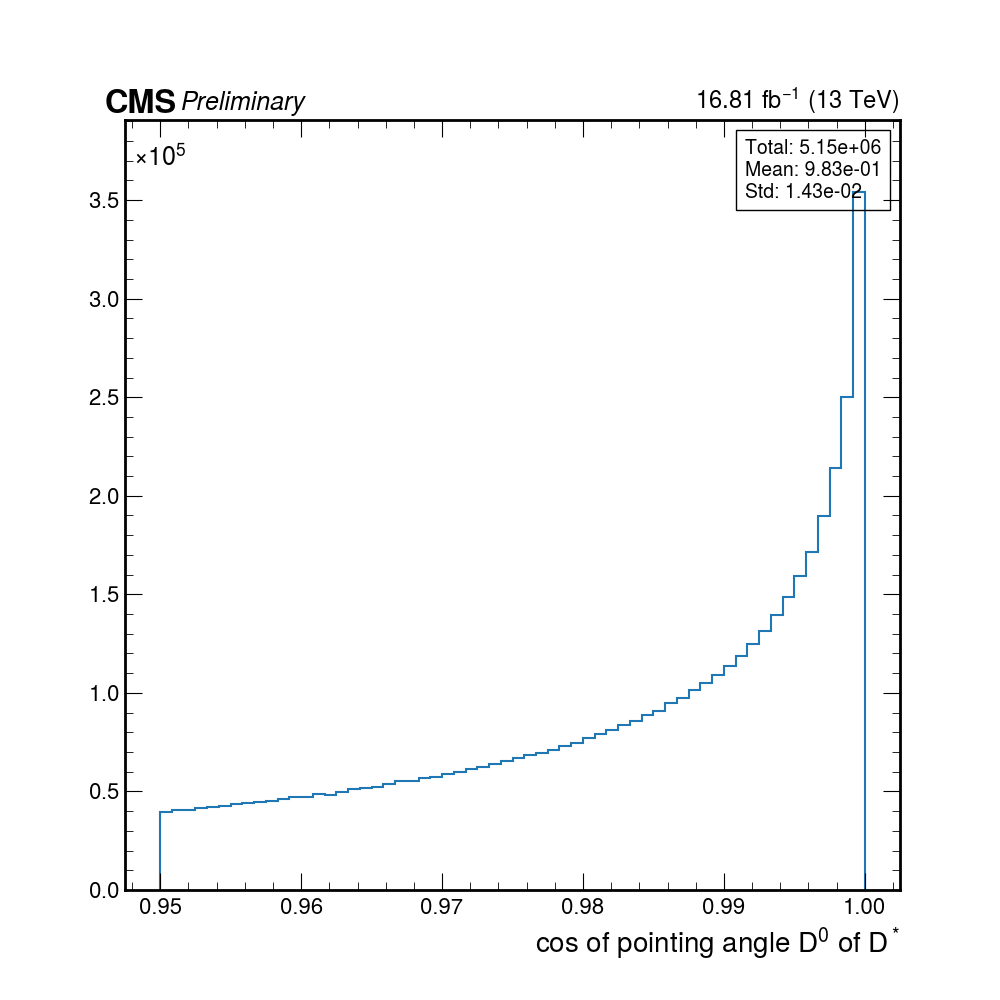 CMS Preliminary
16.81 fb⁻¹ (13 TeV)
×10⁵
Total: 5.15e+06
Mean: 9.83e-01
Std: 1.43e-02
3.5
3.0
2.5
2.0
1.5
1.0
0.5
0.0
0.95 0.96 0.97 0.98 0.99 1.00
cos of pointing angle D⁰ of D*